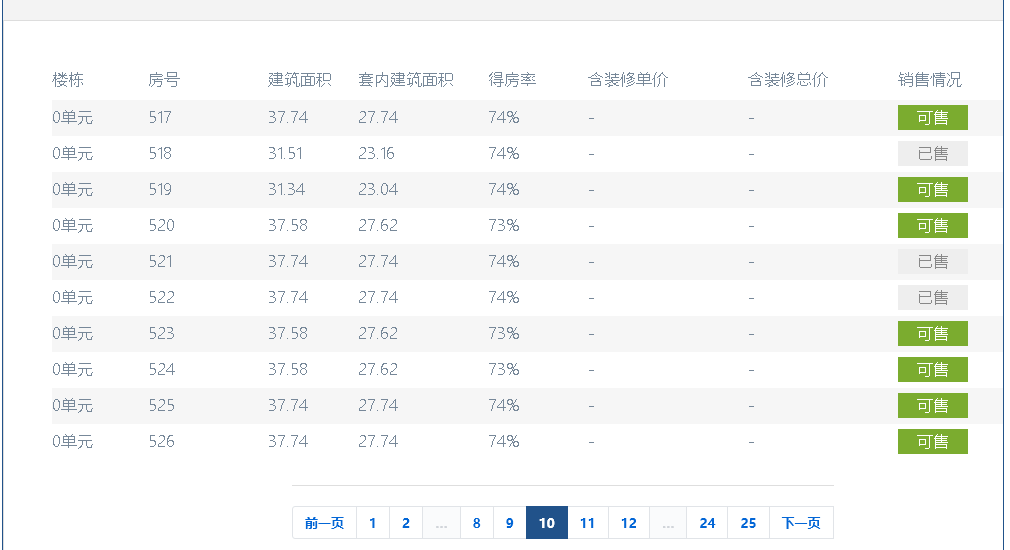 楼栋 房号 建筑面积 套内建筑面积 得房率 含装修单价 含装修总价 销售情况
0单元 517 37.74 27.74 74% - - 可售
0单元 518 31.51 23.16 74% - - 已售
0单元 519 31.34 23.04 74% - - 可售
0单元 520 37.58 27.62 73% - - 可售
0单元 521 37.74 27.74 74% - - 已售
0单元 522 37.74 27.74 74% - - 已售
0单元 523 37.58 27.62 73% - - 可售
0单元 524 37.58 27.62 73% - - 可售
0单元 525 37.74 27.74 74% - - 可售
0单元 526 37.74 27.74 74% - - 可售
前一页 1 2 ... 8 9 10 11 12 ... 24 25 下一页